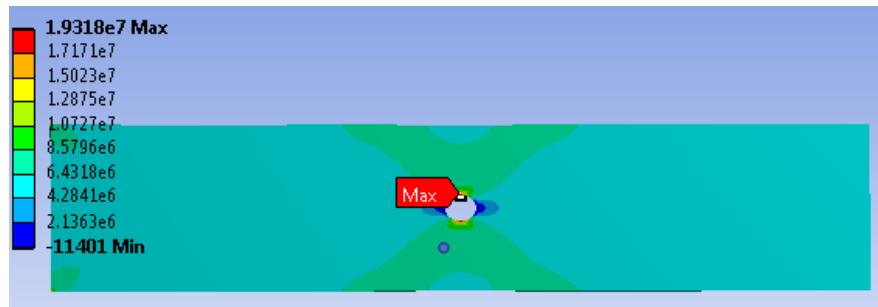 1.9318e7 Max
1.7171e7
1.5023e7
1.2875e7
1.0727e7
8.5796e6
6.4318e6
4.2841e6
2.1363e6
-11401 Min
Max